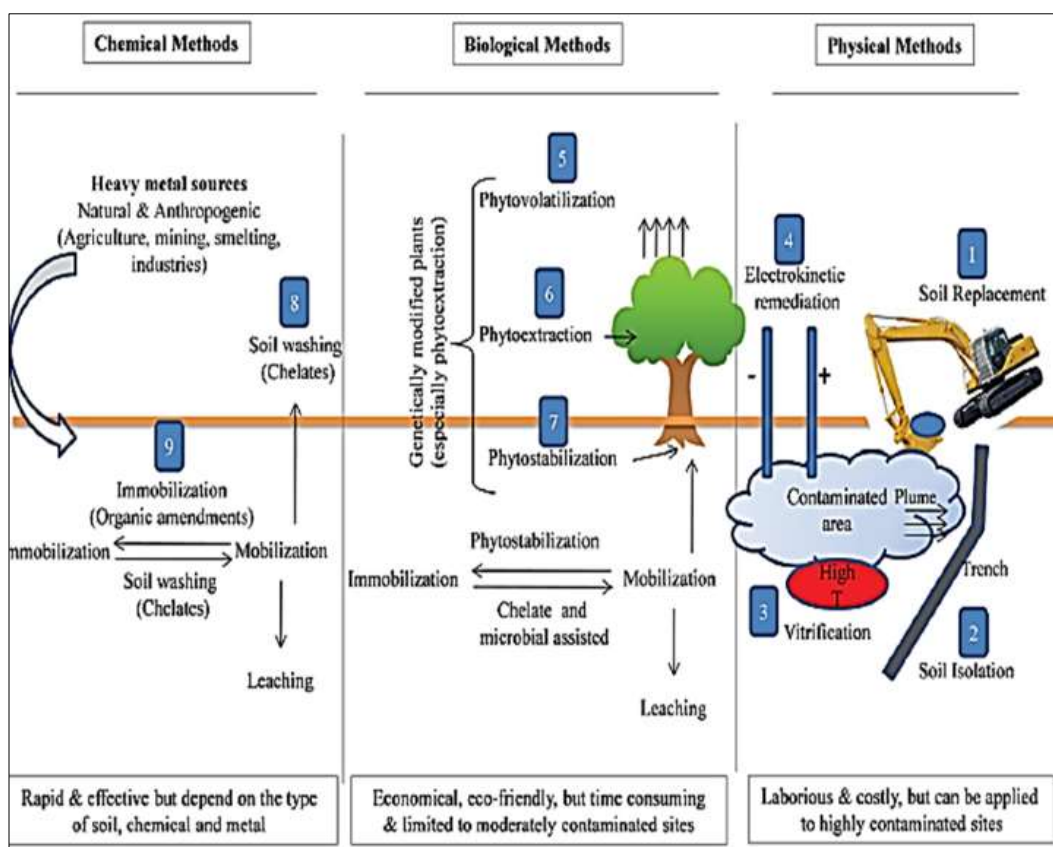 Chemical Methods
Biological Methods
Physical Methods
Heavy metal sources
Natural & Anthropogenic
(Agriculture, mining, smelting,
industries)
8
Soil washing
(Chelates)
9
Immobilization
(Organic amendments)
mmobilization
Mobilization
Soil washing
(Chelates)
Leaching
Rapid & effective but depend on the type
of soil, chemical and metal
Genetically modified plants
(especially phytoextraction)
5
Phytovolatilization
6
Phytoextraction
7
Phytostabilization
Phytostabilization
Immobilization
Mobilization
Chelate and
microbial assisted
Leaching
Economical, eco-friendly, but time consuming
& limited to moderately contaminated sites
4
Electrokinetic
remediation
1
Soil Replacement
-
+
Contaminated
area
Plume
High
T
Trench
3
Vitrification
2
Soil Isolation
Laborious & costly, but can be applied
to highly contaminated sites